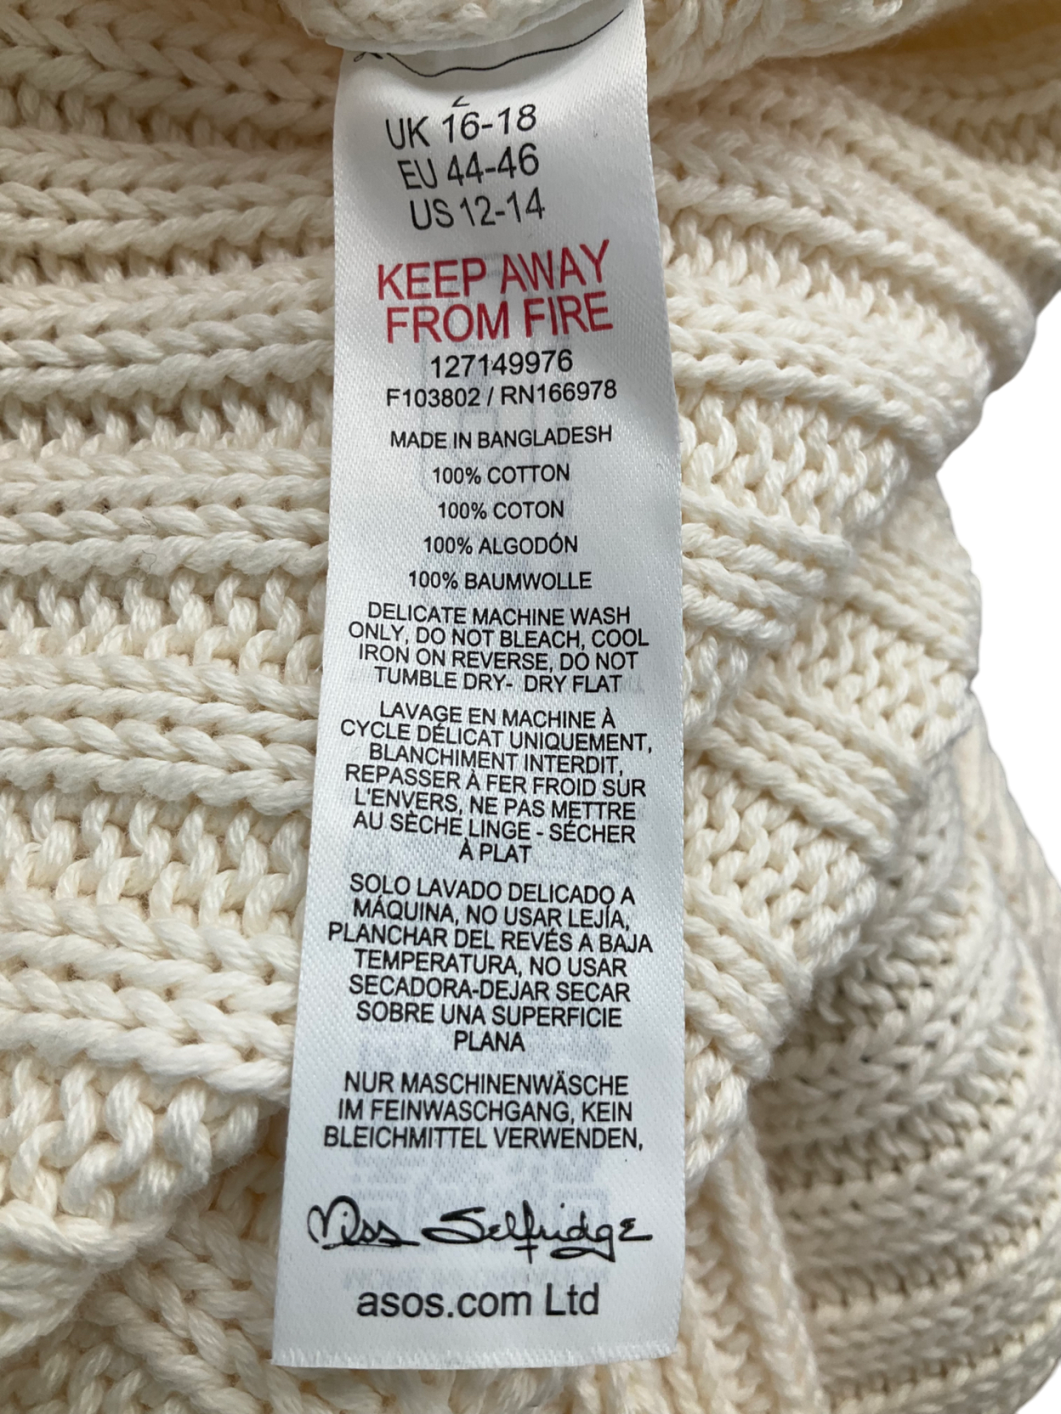 UK 16-18
EU 44-46
US 12-14
KEEP AWAY
FROM FIRE
127149976
F103802 / RN166978
MADE IN BANGLADESH
100% COTTON
100% COTON
100% ALGODÓN
100% BAUMWOLLE
DELICATE MACHINE WASH
ONLY, DO NOT BLEACH, COOL
IRON ON REVERSE, DO NOT
TUMBLE DRY- DRY FLAT
LAVAGE EN MACHINE À
CYCLE DÉLICAT UNIQUEMENT,
BLANCHIMENT INTERDIT,
REPASSER À FER FROID SUR
L'ENVERS, NE PAS METTRE
AU SÈCHE LINGE - SÉCHER
À PLAT
SOLO LAVADO DELICADO A
MÁQUINA, NO USAR LEJÍA,
PLANCHAR DEL REVÉS A BAJA
TEMPERATURA, NO USAR
SECADORA-DEJAR SECAR
SOBRE UNA SUPERFICIE
PLANA
NUR MASCHINENWÄSCHE
IM FEINWASCHGANG, KEIN
BLEICHMITTEL VERWENDEN,
Miss Selfridge
asos.com Ltd